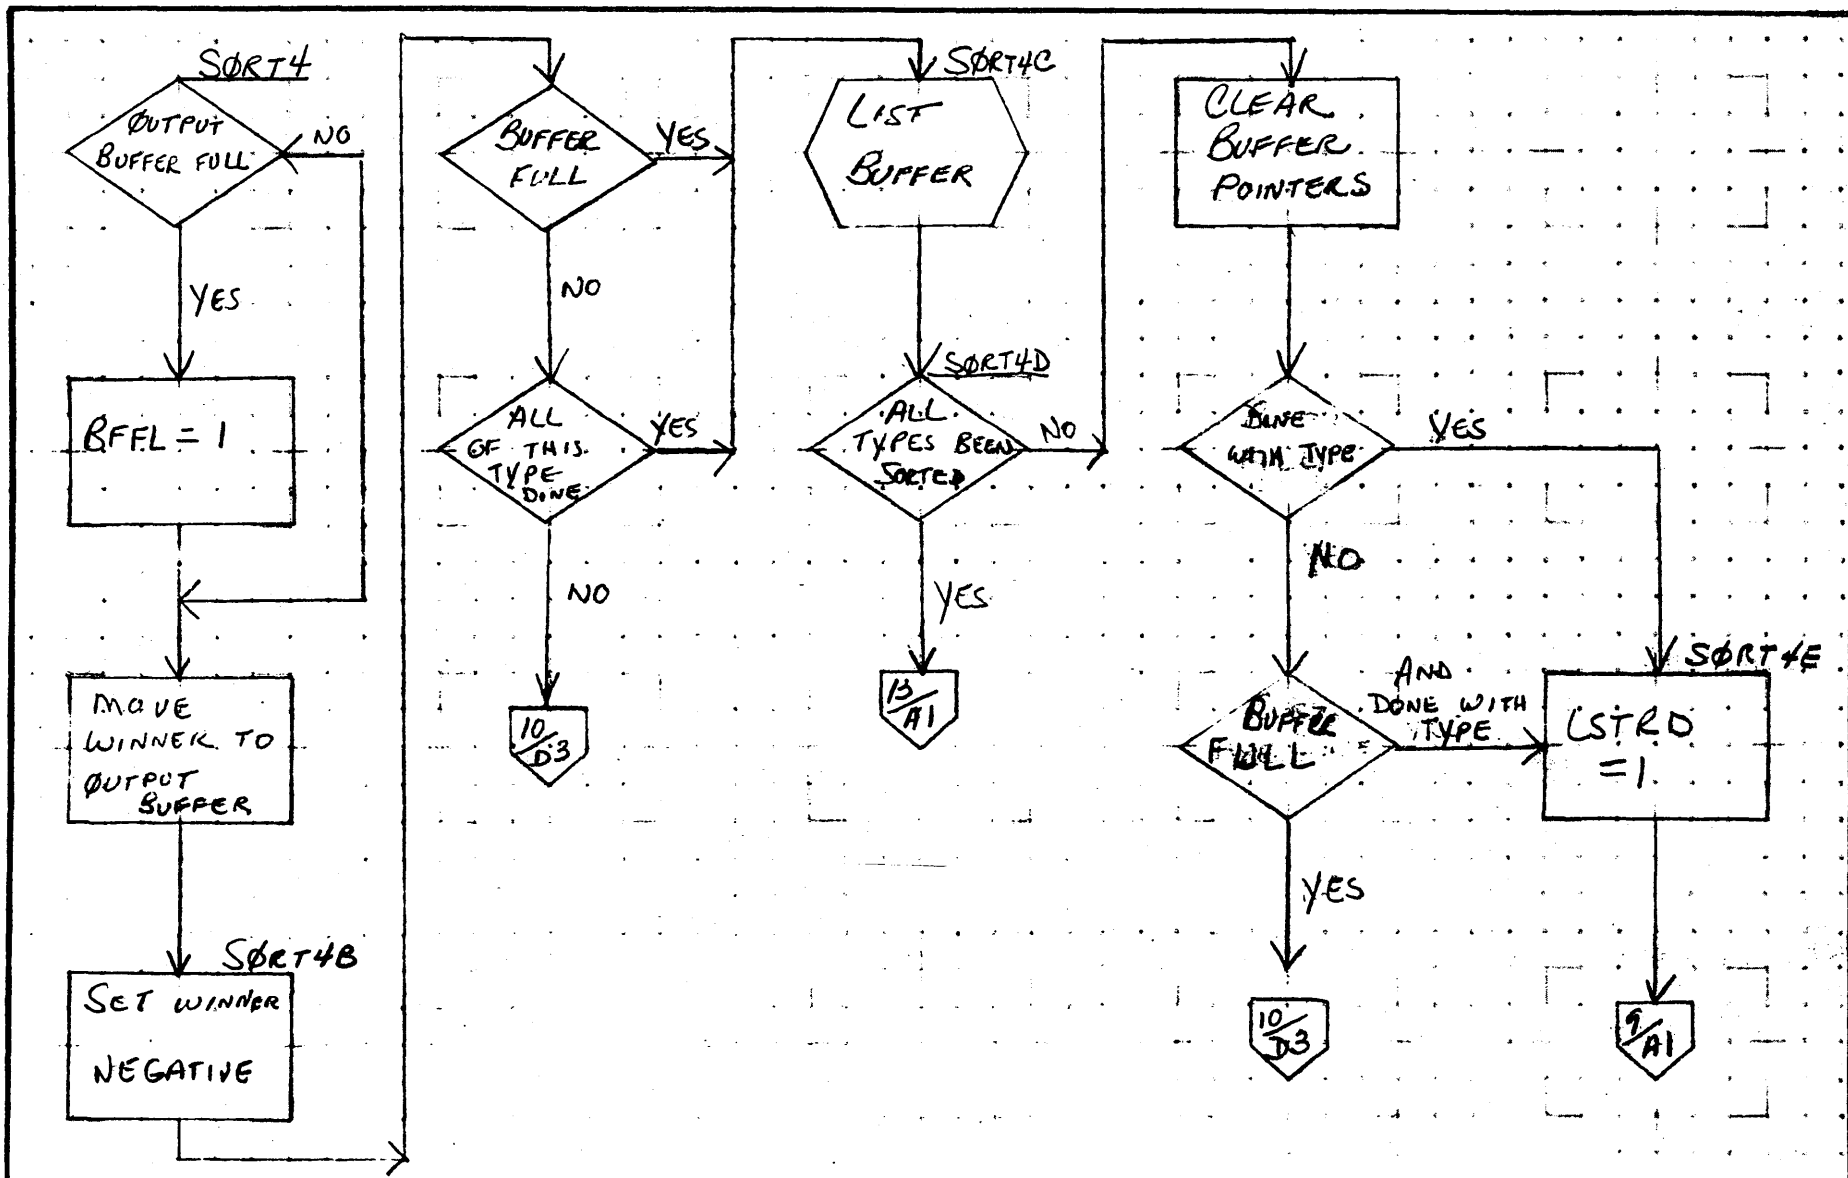 SØRT4
ØUTPUT
BUFFER FULL
NO
YES
BFFL = 1
MOVE
WINNER TO
ØUTPUT
BUFFER
SØRT4B
SET WINNER
NEGATIVE
BUFFER
FULL
YES
NO
ALL
OF THIS
TYPE
DONE
YES
NO
10/D3
SØRT4C
LIST
BUFFER
SØRT4D
ALL
TYPES BEEN
SORTED
NO
YES
13/A1
CLEAR
BUFFER
POINTERS
DONE
WITH TYPE
YES
NO
BUFFER
FULL
AND
DONE WITH
TYPE
YES
10/D3
SØRT4E
LSTRD
=1
9/A1